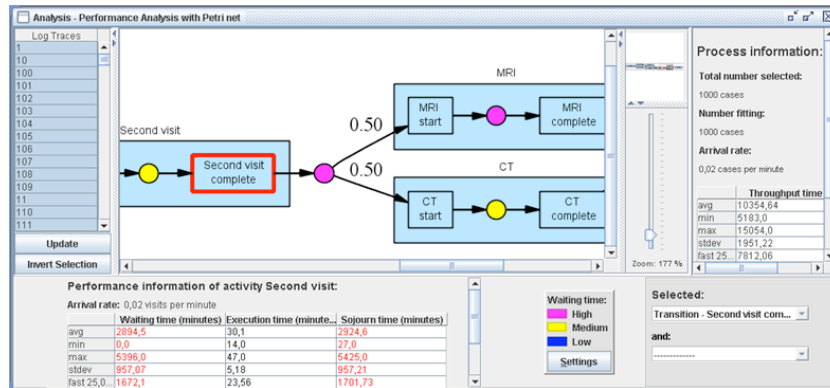 Analysis - Performance Analysis with Petri net
Log Traces
1
10
100
101
102
103
104
105
106
107
108
109
11
110
111
Update
Invert Selection
Second visit
Second visit
complete
0.50
0.50
MRI
MRI
start
MRI
complete
CT
CT
start
CT
complete
Zoom: 177 %
Process information:
Total number selected:
1000 cases
Number fitting:
1000 cases
Arrival rate:
0,02 cases per minute
Throughput time
avg 10354,64
min 5183,0
max 15054,0
stdev 1951,22
fast 25... 7812,06
Performance information of activity Second visit:
Arrival rate: 0,02 visits per minute
Waiting time (minutes) Execution time (minute... Sojourn time (minutes)
avg 2894,5 30,1 2924,6
min 0,0 14,0 27,0
max 5396,0 47,0 5425,0
stdev 957,07 5,18 957,21
fast 25,0... 1672,1 23,56 1701,73
Waiting time:
High
Medium
Low
Settings
Selected:
Transition - Second visit com...
and:
-------------